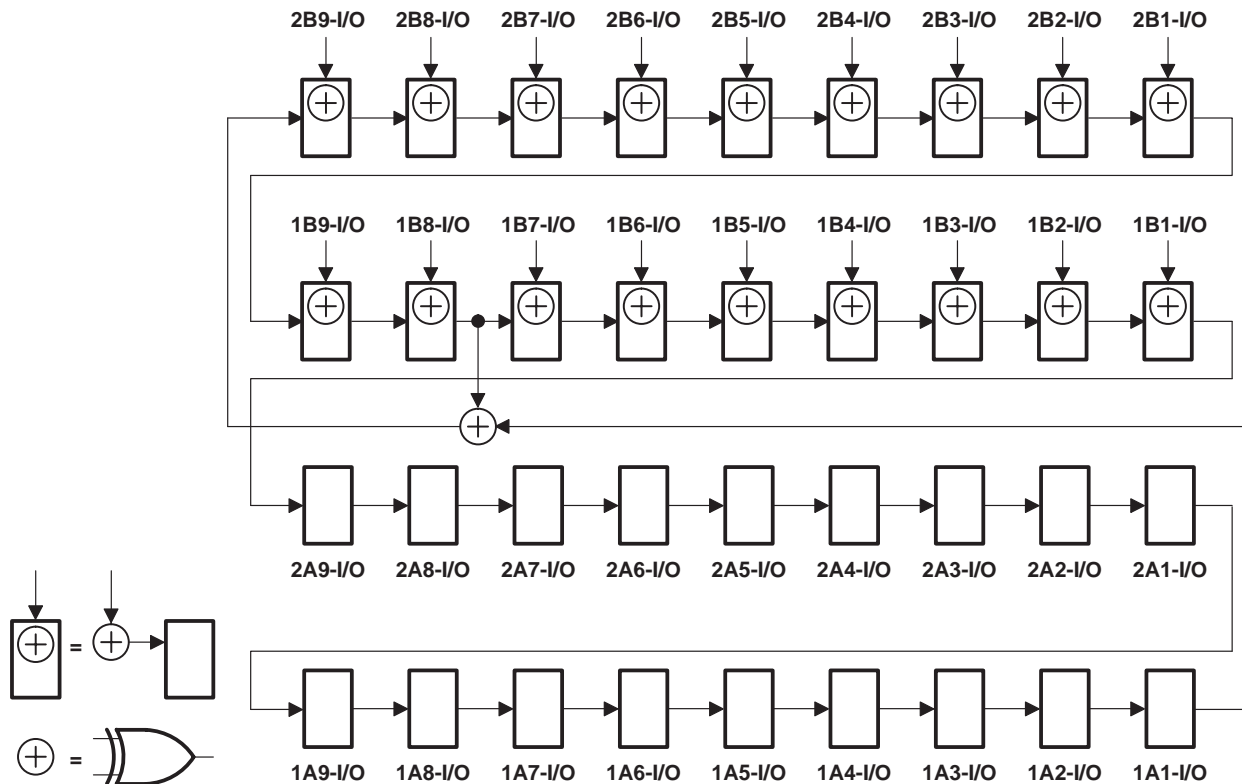 2B9-I/O 2B8-I/O 2B7-I/O 2B6-I/O 2B5-I/O 2B4-I/O 2B3-I/O 2B2-I/O 2B1-I/O
1B9-I/O 1B8-I/O 1B7-I/O 1B6-I/O 1B5-I/O 1B4-I/O 1B3-I/O 1B2-I/O 1B1-I/O
2A9-I/O 2A8-I/O 2A7-I/O 2A6-I/O 2A5-I/O 2A4-I/O 2A3-I/O 2A2-I/O 2A1-I/O
=
=
1A9-I/O 1A8-I/O 1A7-I/O 1A6-I/O 1A5-I/O 1A4-I/O 1A3-I/O 1A2-I/O 1A1-I/O